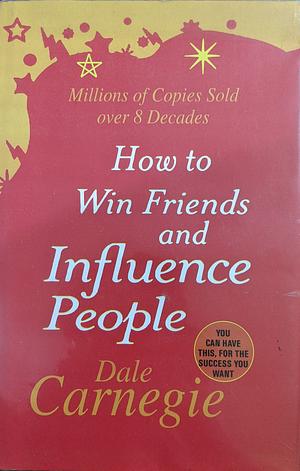 Millions of Copies Sold
over 8 Decades
How to
Win Friends
and
Influence
People
YOU
CAN HAVE
THIS, FOR THE
SUCCESS YOU
WANT
Dale
Carnegie